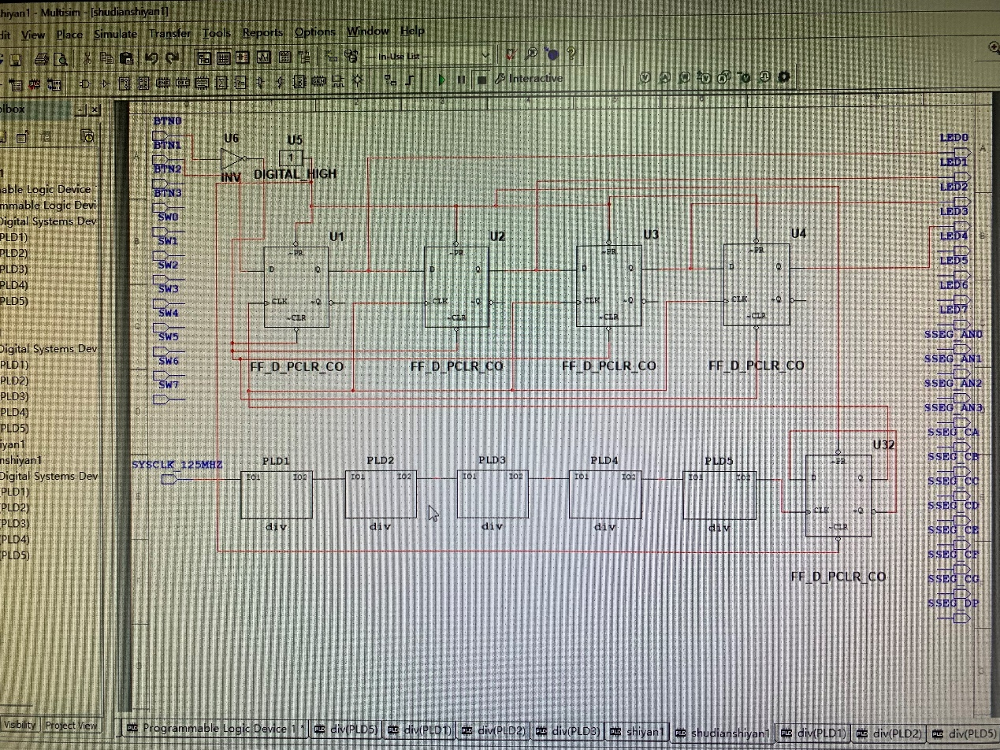 hiyan1 - Multisim - [shudianshiyan1]
dit View Place Simulate Transfer Tools Reports Options Window Help
--- In-Use List ---
Interactive
lbox
1
able Logic Device
mmable Logic Devi
Digital Systems Dev
PLD1)
PLD2)
PLD3)
PLD4)
PLD5)
Digital Systems Dev
PLD1)
PLD2)
PLD3)
PLD4)
PLD5)
iyan1
nshiyan1
Digital Systems Dev
PLD1)
PLD2)
PLD3)
PLD4)
PLD5)
Visibility Project View
BTN0
BTN1
BTN2
BTN3
SW0
SW1
SW2
SW3
SW4
SW5
SW6
SW7
SYSCLK_125MHZ
U6
INV
U5
1
DIGITAL_HIGH
U1
~PR
D Q
CLK ~Q
~CLR
FF_D_PCLR_CO
U2
~PR
D Q
CLK ~Q
~CLR
FF_D_PCLR_CO
U3
~PR
D Q
CLK ~Q
~CLR
FF_D_PCLR_CO
U4
~PR
D Q
CLK ~Q
~CLR
FF_D_PCLR_CO
PLD1
IO1 IO2
div
PLD2
IO1 IO2
div
PLD3
IO1 IO2
div
PLD4
IO1 IO2
div
PLD5
IO1 IO2
div
U32
~PR
D Q
CLK ~Q
~CLR
FF_D_PCLR_CO
LED0
LED1
LED2
LED3
LED4
LED5
LED6
LED7
SSEG_AN0
SSEG_AN1
SSEG_AN2
SSEG_AN3
SSEG_CA
SSEG_CB
SSEG_CC
SSEG_CD
SSEG_CE
SSEG_CF
SSEG_CG
SSEG_DP
Programmable Logic Device 1 * div(PLD5) div(PLD1) div(PLD2) div(PLD3) shiyan1 shudianshiyan1 div(PLD1) div(PLD2) div(PLD5)